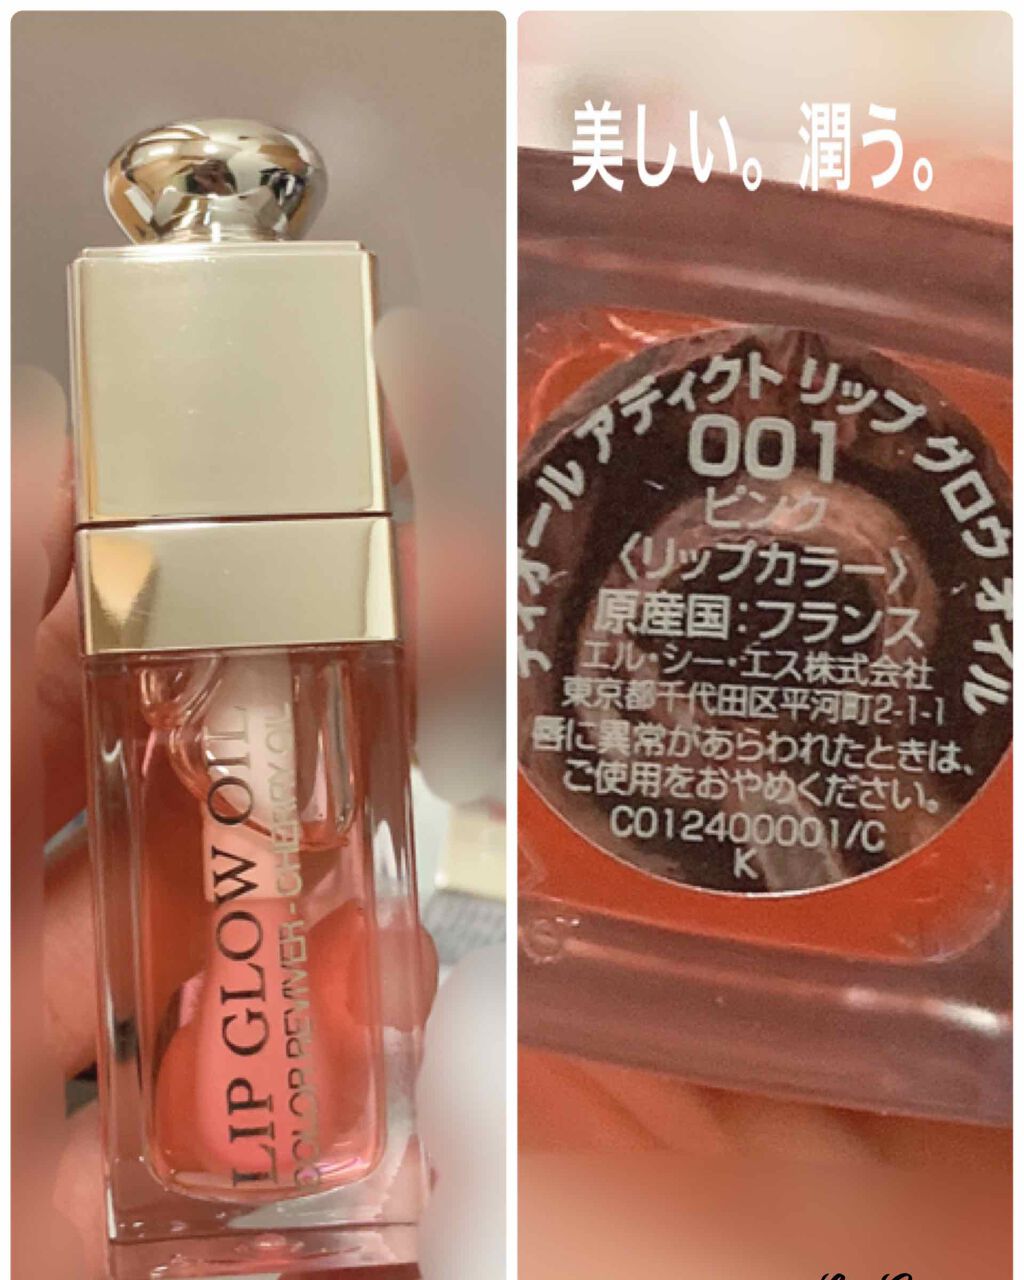 LIP GLOW OIL
COLOR REVIVER - CHERRY OIL
美しい。潤う。
ディオール アディクト リップ グロウ オイル
001
ピンク
〈リップカラー〉
原産国：フランス
エル・シー・エス株式会社
東京都千代田区平河町2-1-1
唇に異常があらわれたときは、
ご使用をおやめください。
C012400001/C
K